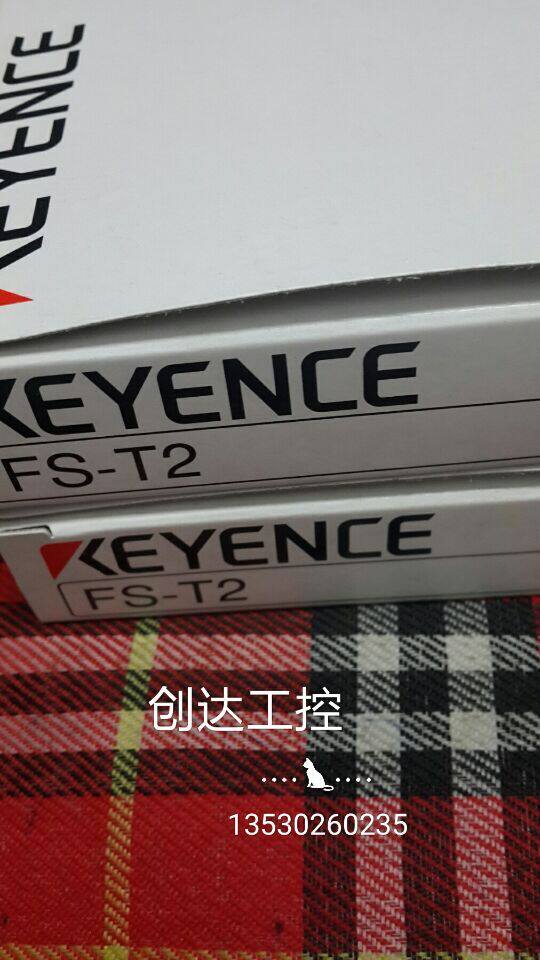 KEYENCE
KEYENCE
FS-T2
KEYENCE
FS-T2
创达工控
13530260235